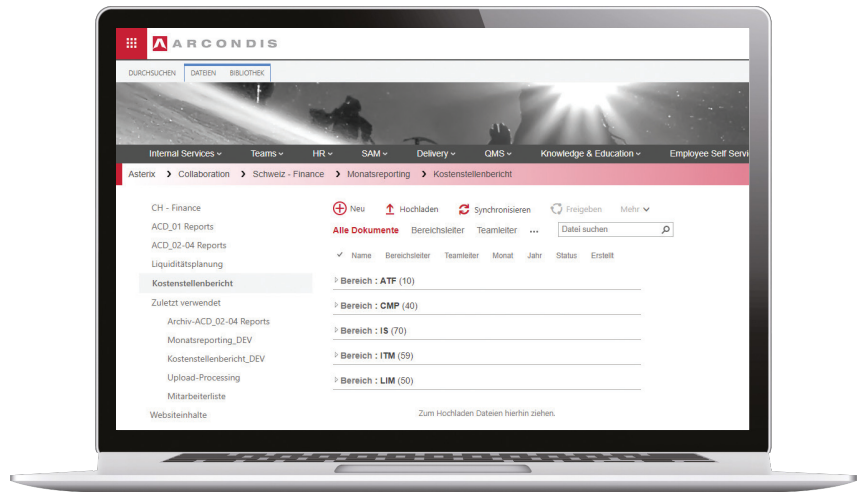 ARCONDIS
DURCHSUCHEN DATEIEN BIBLIOTHEK
Internal Services Teams HR SAM Delivery QMS Knowledge & Education Employee Self Servi
Asterix > Collaboration > Schweiz - Finance > Monatsreporting > Kostenstellenbericht
CH - Finance
ACD_01 Reports
ACD_02-04 Reports
Liquiditätsplanung
Kostenstellenbericht
Zuletzt verwendet
Archiv-ACD_02-04 Reports
Monatsreporting_DEV
Kostenstellenbericht_DEV
Upload-Processing
Mitarbeiterliste
Websiteinhalte
Neu Hochladen Synchronisieren Freigeben Mehr
Alle Dokumente Bereichsleiter Teamleiter ... Datei suchen
Name Bereichsleiter Teamleiter Monat Jahr Status Erstellt
Bereich : ATF (10)
Bereich : CMP (40)
Bereich : IS (70)
Bereich : ITM (59)
Bereich : LIM (50)
Zum Hochladen Dateien hierhin ziehen.